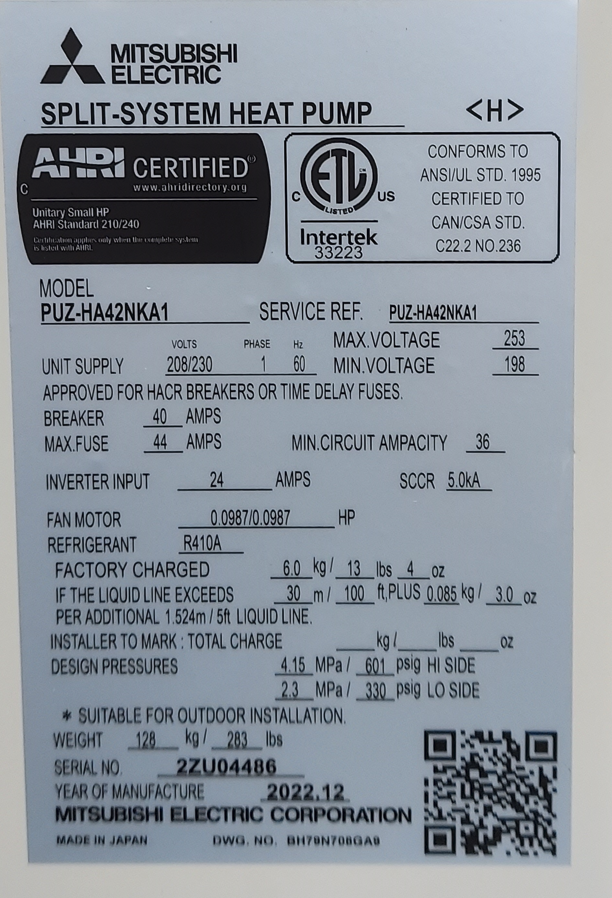 MITSUBISHI
ELECTRIC
SPLIT-SYSTEM HEAT PUMP <H>
AHRI CERTIFIED®
www.ahridirectory.org
C
Unitary Small HP
AHRI Standard 210/240
Certification applies only when the complete system
is listed with AHRI.
ETL
LISTED
C US
Intertek
33223
CONFORMS TO
ANSI/UL STD. 1995
CERTIFIED TO
CAN/CSA STD.
C22.2 NO.236
MODEL
PUZ-HA42NKA1 SERVICE REF. PUZ-HA42NKA1
VOLTS PHASE Hz MAX.VOLTAGE 253
UNIT SUPPLY 208/230 1 60 MIN.VOLTAGE 198
APPROVED FOR HACR BREAKERS OR TIME DELAY FUSES.
BREAKER 40 AMPS
MAX.FUSE 44 AMPS MIN.CIRCUIT AMPACITY 36
INVERTER INPUT 24 AMPS SCCR 5.0kA
FAN MOTOR 0.0987/0.0987 HP
REFRIGERANT R410A
FACTORY CHARGED 6.0 kg/ 13 lbs 4 oz
IF THE LIQUID LINE EXCEEDS 30 m/ 100 ft,PLUS 0.085 kg/ 3.0 oz
PER ADDITIONAL 1.524m / 5ft LIQUID LINE.
INSTALLER TO MARK : TOTAL CHARGE kg/ lbs oz
DESIGN PRESSURES 4.15 MPa/ 601 psig HI SIDE
2.3 MPa/ 330 psig LO SIDE
* SUITABLE FOR OUTDOOR INSTALLATION.
WEIGHT 128 kg/ 283 lbs
SERIAL NO. 2ZU04486
YEAR OF MANUFACTURE 2022.12
MITSUBISHI ELECTRIC CORPORATION
MADE IN JAPAN DWG. NO. BH79N708GA9